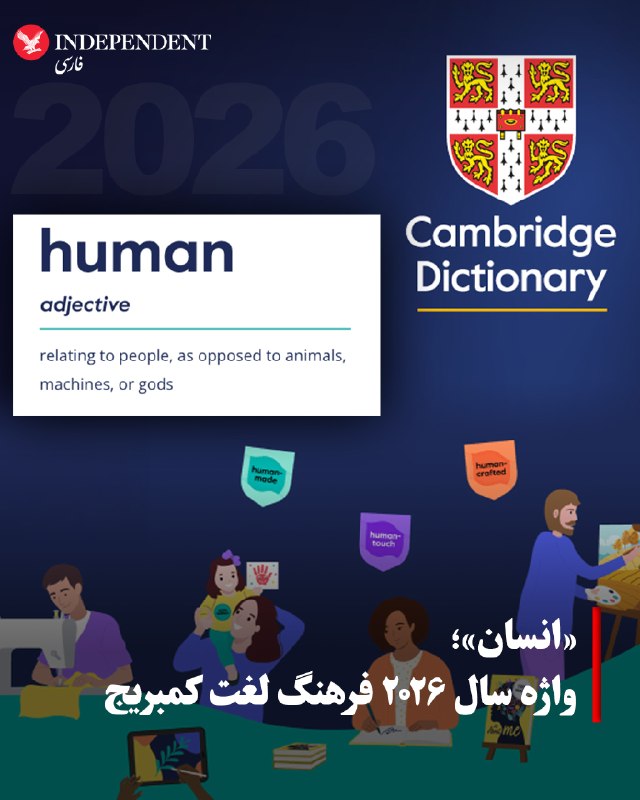 INDEPENDENT
فارسی
2026
Cambridge
Dictionary
human
adjective
relating to people, as opposed to animals,
machines, or gods
human-
made
human-
crafted
human-
touch
«انسان»؛
واژه سال ۲۰۲۶ فرهنگ لغت کمبریج
me